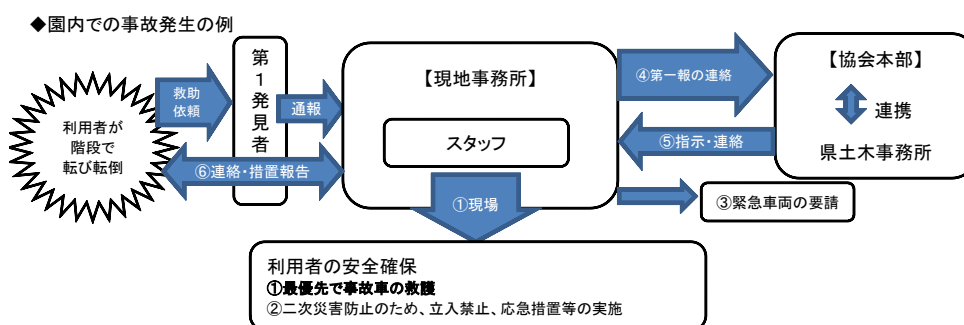 ◆園内での事故発生の例
利用者が
階段で
転び転倒
救助
依頼
第1発見者
通報
⑥連絡・措置報告
【現地事務所】
スタッフ
①現場
④第一報の連絡
⑤指示・連絡
③緊急車両の要請
【協会本部】
連携
県土木事務所
利用者の安全確保
①最優先で事故車の救護
②二次災害防止のため、立入禁止、応急措置等の実施